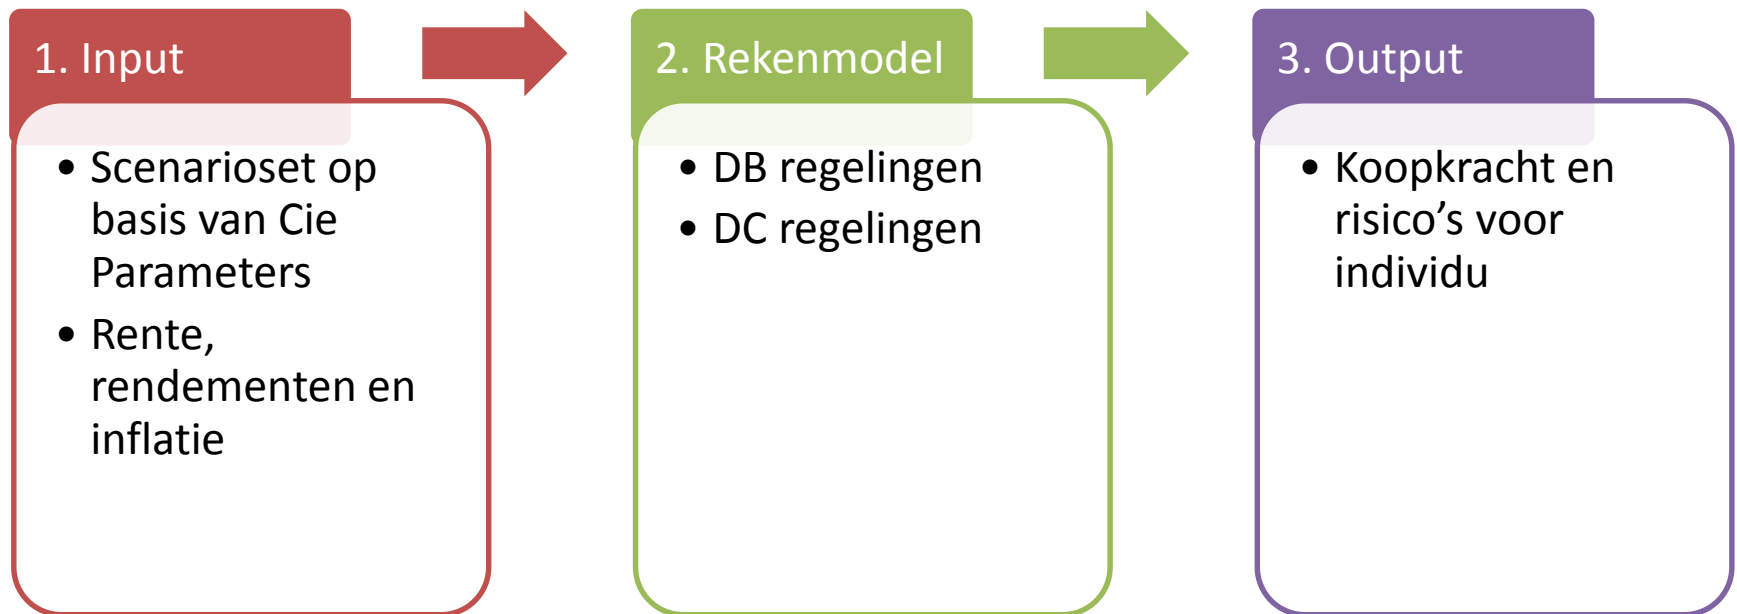 1. Input
• Scenarioset op
basis van Cie
Parameters
• Rente,
rendementen en
inflatie
2. Rekenmodel
• DB regelingen
• DC regelingen
3. Output
• Koopkracht en
risico's voor
individu